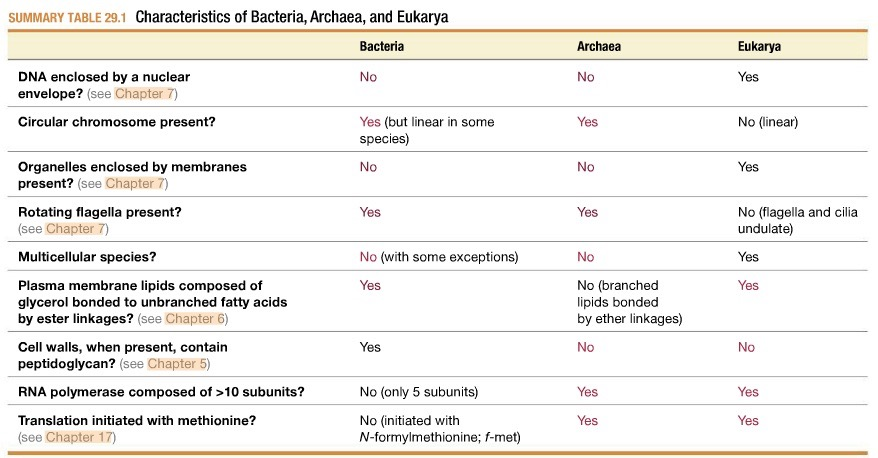 SUMMARY TABLE 29.1 Characteristics of Bacteria, Archaea, and Eukarya
Bacteria Archaea Eukarya
DNA enclosed by a nuclear
envelope? (see Chapter 7)
No No Yes
Circular chromosome present?
Yes (but linear in some
species)
Yes No (linear)
Organelles enclosed by membranes
present? (see Chapter 7)
No No Yes
Rotating flagella present?
(see Chapter 7)
Yes Yes No (flagella and cilia
undulate)
Multicellular species? No (with some exceptions) No Yes
Plasma membrane lipids composed of
glycerol bonded to unbranched fatty acids
by ester linkages? (see Chapter 6)
Yes No (branched
lipids bonded
by ether linkages)
Yes
Cell walls, when present, contain
peptidoglycan? (see Chapter 5)
Yes No No
RNA polymerase composed of >10 subunits? No (only 5 subunits) Yes Yes
Translation initiated with methionine?
(see Chapter 17)
No (initiated with
N-formylmethionine; f-met)
Yes Yes